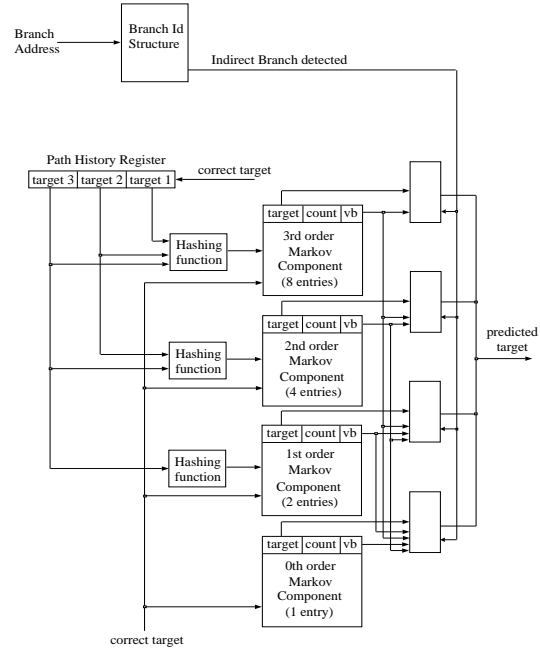 Branch
Address
Branch Id
Structure
Indirect Branch detected
Path History Register
correct target
target 3 target 2 target 1
Hashing
function
target count vb
3rd order
Markov
Component
(8 entries)
Hashing
function
target count vb
2nd order
Markov
Component
(4 entries)
predicted
target
Hashing
function
target count vb
1st order
Markov
Component
(2 entries)
target count vb
0th order
Markov
Component
(1 entry)
correct target